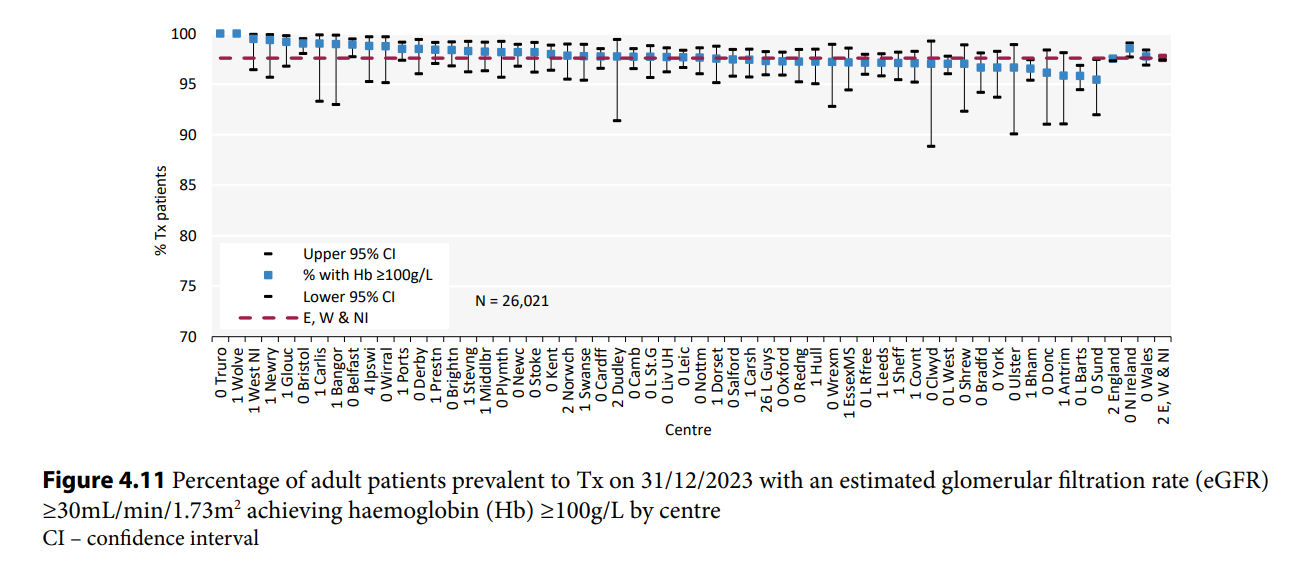 100
95
90
85
80
75
70
% Tx patients
Upper 95% CI
% with Hb ≥100g/L
Lower 95% CI
E, W & NI
N = 26,021
0 Truro
1 Wolve
1 West NI
1 Newry
1 Glouc
0 Bristol
1 Carlis
1 Bangor
0 Belfast
4 Ipswi
0 Wirral
1 Ports
0 Derby
1 Prestn
0 Brightn
1 Stevng
1 Middlbr
0 Plymth
0 Newc
0 Stoke
0 Kent
2 Norwch
1 Swanse
0 Cardff
2 Dudley
0 Camb
0 L St.G
0 Liv UH
0 Leic
0 Nottm
1 Dorset
0 Salford
1 Carsh
26 L Guys
0 Oxford
0 Redng
1 Hull
0 Wrexm
1 EssexMS
0 L Rfree
1 Leeds
1 Sheff
1 Covnt
0 Clwyd
0 L West
0 Shrew
0 Bradfd
0 York
0 Ulster
1 Bham
0 Donc
1 Antrim
0 L Barts
0 Sund
2 England
0 N Ireland
0 Wales
2 E, W & NI
Centre
Figure 4.11 Percentage of adult patients prevalent to Tx on 31/12/2023 with an estimated glomerular filtration rate (eGFR)
≥30mL/min/1.73m² achieving haemoglobin (Hb) ≥100g/L by centre
CI – confidence interval